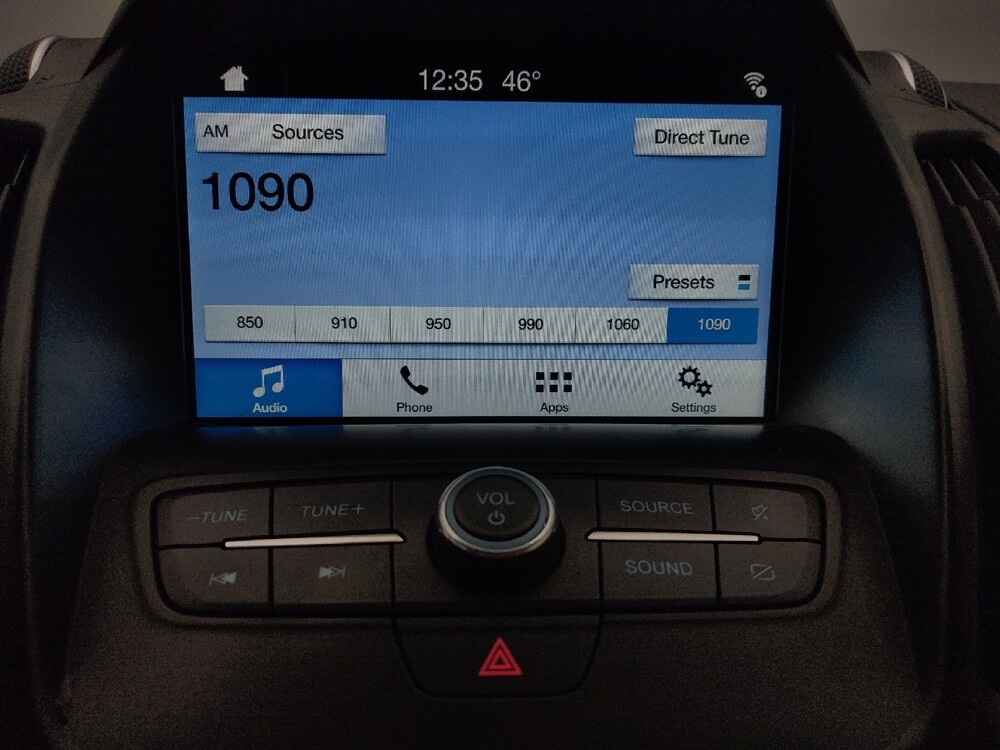 12:35 46°
AM Sources
Direct Tune
1090
Presets
850 910 950 990 1060 1090
Audio Phone Apps Settings
−TUNE TUNE+ VOL SOURCE
SOUND